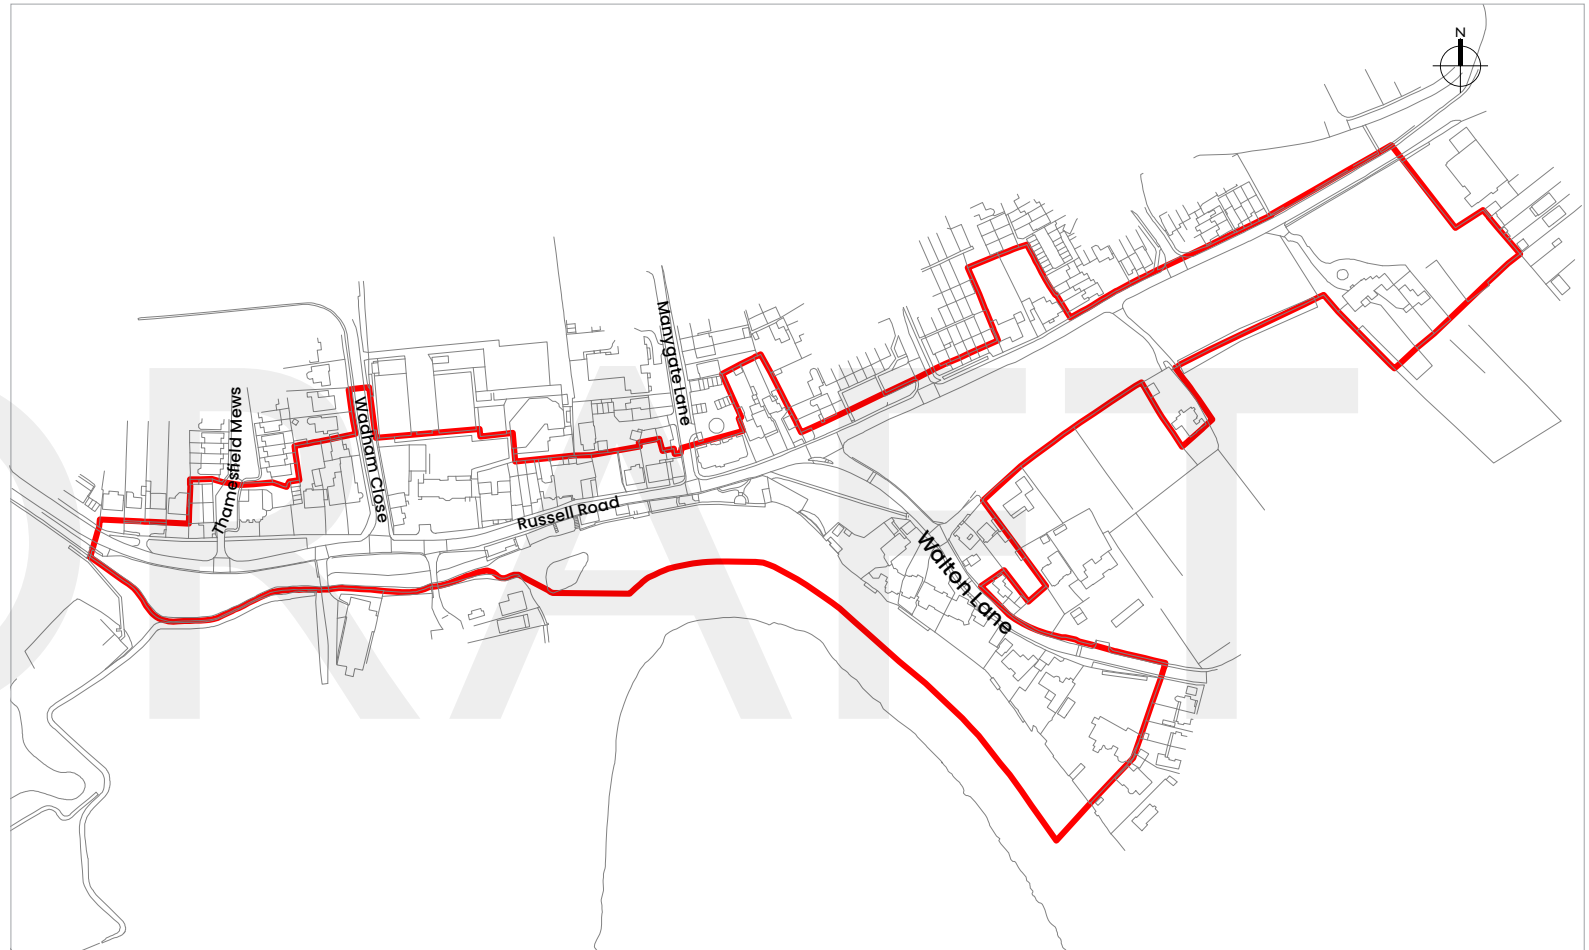 N
Manygate Lane
Thamesfield Mews
Wadham Close
Russell Road
Walton Lane
DRAFT